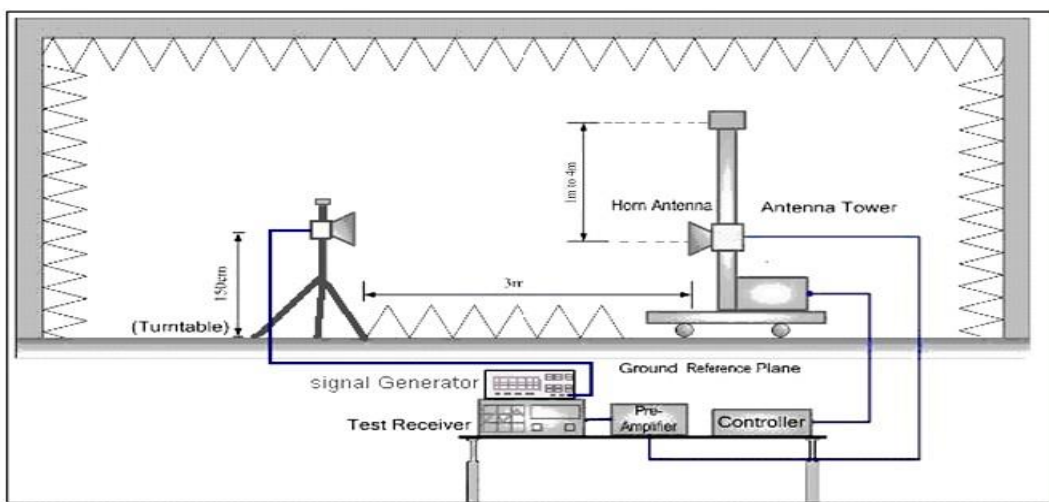 1m to 4m
Horn Antenna
Antenna Tower
150cm
3m
(Turntable)
Ground Reference Plane
signal Generator
Test Receiver
Pre-
Amplifier
Controller